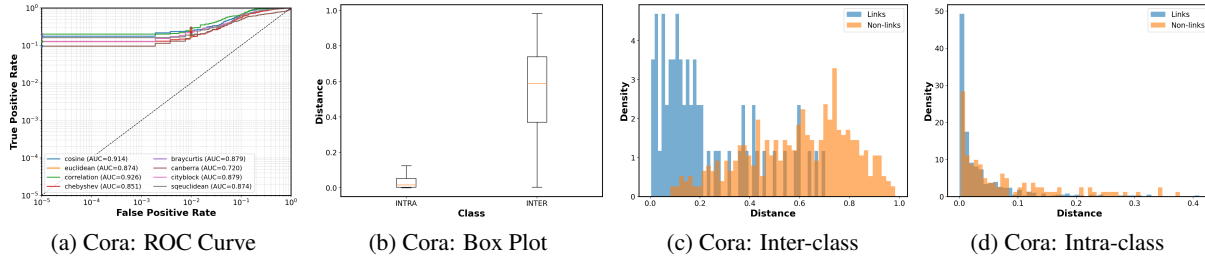 10^0
10^-1
10^-2
10^-3
10^-4
10^-5
True Positive Rate
cosine (AUC=0.914)
euclidean (AUC=0.874)
correlation (AUC=0.926)
chebyshev (AUC=0.851)
braycurtis (AUC=0.879)
canberra (AUC=0.720)
cityblock (AUC=0.879)
sqeuclidean (AUC=0.874)
10^-5 10^-4 10^-3 10^-2 10^-1 10^0
False Positive Rate
(a) Cora: ROC Curve
1.0
0.8
0.6
0.4
0.2
0.0
Distance
INTRA INTER
Class
(b) Cora: Box Plot
Links
Non-links
4
3
2
1
0
Density
0.0 0.2 0.4 0.6 0.8 1.0
Distance
(c) Cora: Inter-class
Links
Non-links
50
40
30
20
10
0
Density
0.0 0.1 0.2 0.3 0.4
Distance
(d) Cora: Intra-class